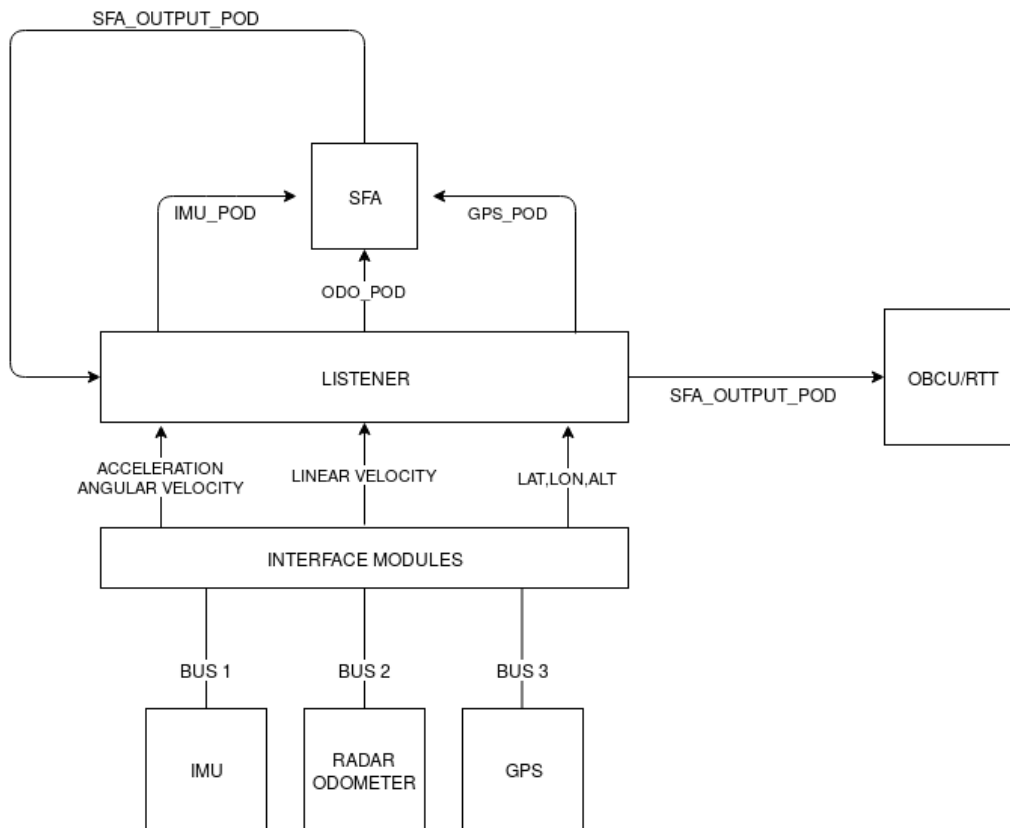 SFA_OUTPUT_POD
SFA
IMU_POD
GPS_POD
ODO_POD
LISTENER
OBCU/RTT
SFA_OUTPUT_POD
ACCELERATION
ANGULAR VELOCITY
LINEAR VELOCITY
LAT,LON,ALT
INTERFACE MODULES
BUS 1
BUS 2
BUS 3
IMU
RADAR
ODOMETER
GPS